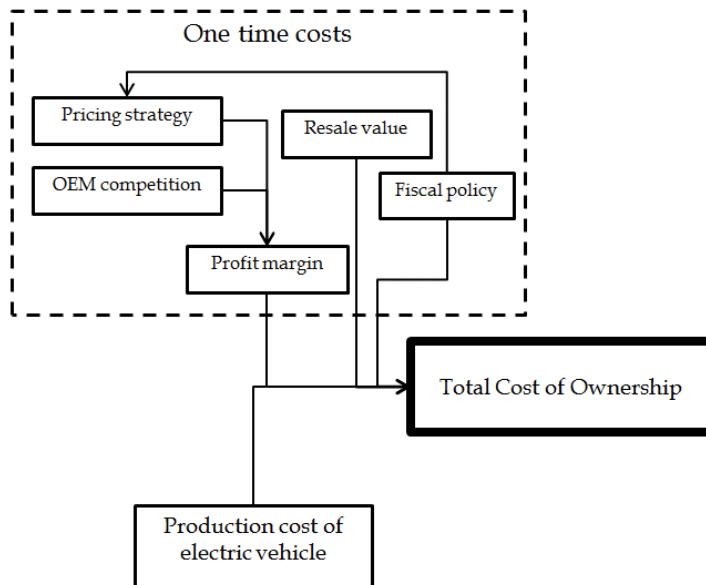 One time costs
Pricing strategy
Resale value
OEM competition
Fiscal policy
Profit margin
Total Cost of Ownership
Production cost of
electric vehicle